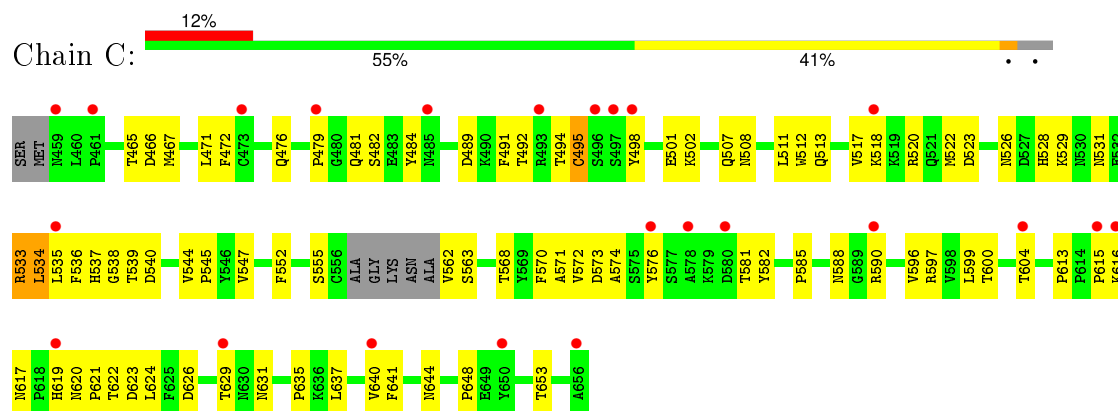 12%
Chain C:
55% 41% • •
SER MET N459 L460 P461 T465 D466 M467 L471 F472 C473 Q476 P479 G480 Q481 S482 E483 Y484 N485 D489 K490 F491 T492 R493 T494 C495 S496 S497 Y498 E501 K502 Q507 N508 L511 W512 Q513 V517 K518 K519 R520 Q521 M522 D523 N526 D527 H528 K529 N530 N531 H532
R533 L534 L535 F536 H537 G538 T539 D540 V544 P545 Y546 V547 F552 S555 C556 ALA GLY LYS ASN ALA V562 S563 T568 Y569 F570 A571 V572 D573 A574 S575 Y576 S577 A578 K579 D580 T581 Y582 P585 N588 G589 R590 V596 R597 V598 L599 T600 T604 P613 P614 P615 K616
N617 P618 H619 N620 P621 T622 D623 L624 F625 D626 T629 N630 N631 P635 K636 L637 V640 F641 N644 P648 E649 Y650 T653 A656